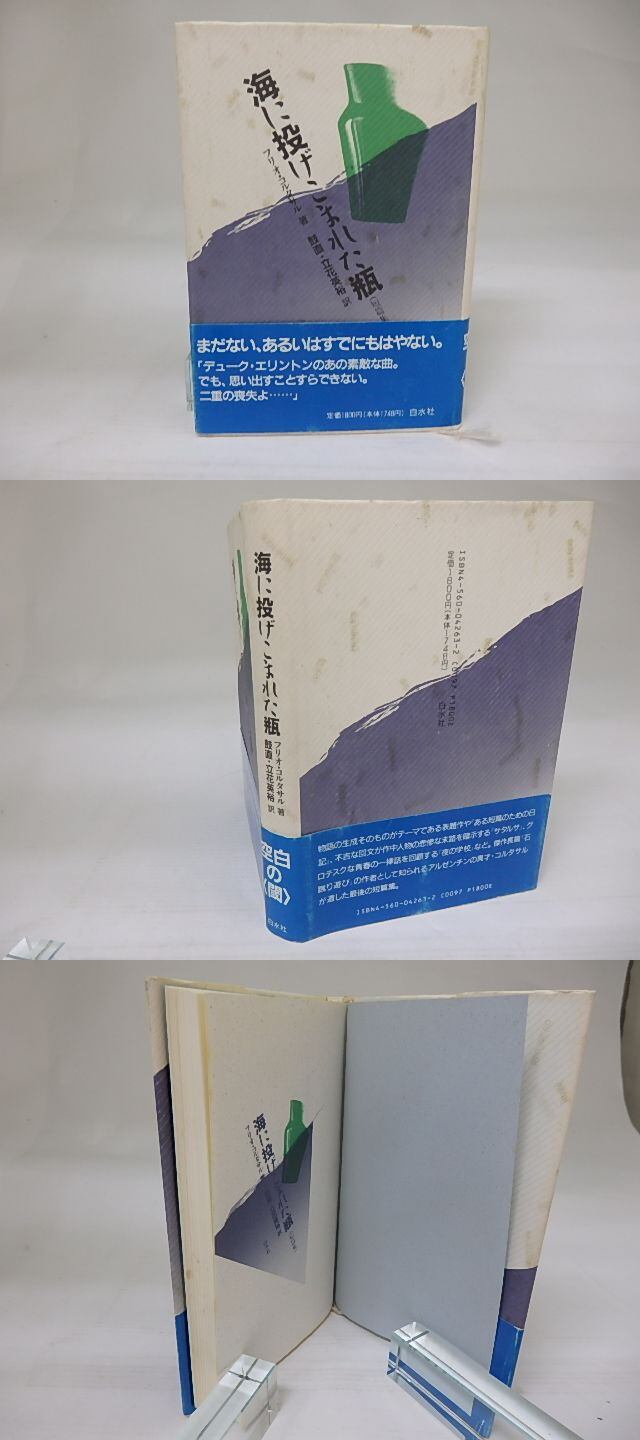 海に投げこまれた瓶
フリオ・コルタサル 著
鼓直・立花英裕 訳
まだない、あるいはすでにもはやない。
「デューク・エリントンのあの素敵な曲。
でも、思い出すことすらできない。
二重の喪失よ……」
定価1800円(本体1748円) 白水社
海に投げこまれた瓶
フリオ・コルタサル 著
鼓直・立花英裕 訳
空白の〈閾〉
白水社
ISBN4-560-04263-2 C0097 P1800E
定価1800円(本体1748円)
白水社
物語の生成そのものがテーマである表題作や「ある短篇のための日
記」、不吉な回文が作中人物の悲惨な末路を暗示する「サタルサ」、グ
ロテスクな青春の一挿話を回顧する「夜の学校」など。傑作長篇『石
蹴り遊び』の作者として知られるアルゼンチンの異才・コルタサル
が遺した最後の短篇集。
ISBN4-560-04263-2 C0097 P1800E
海に投げ